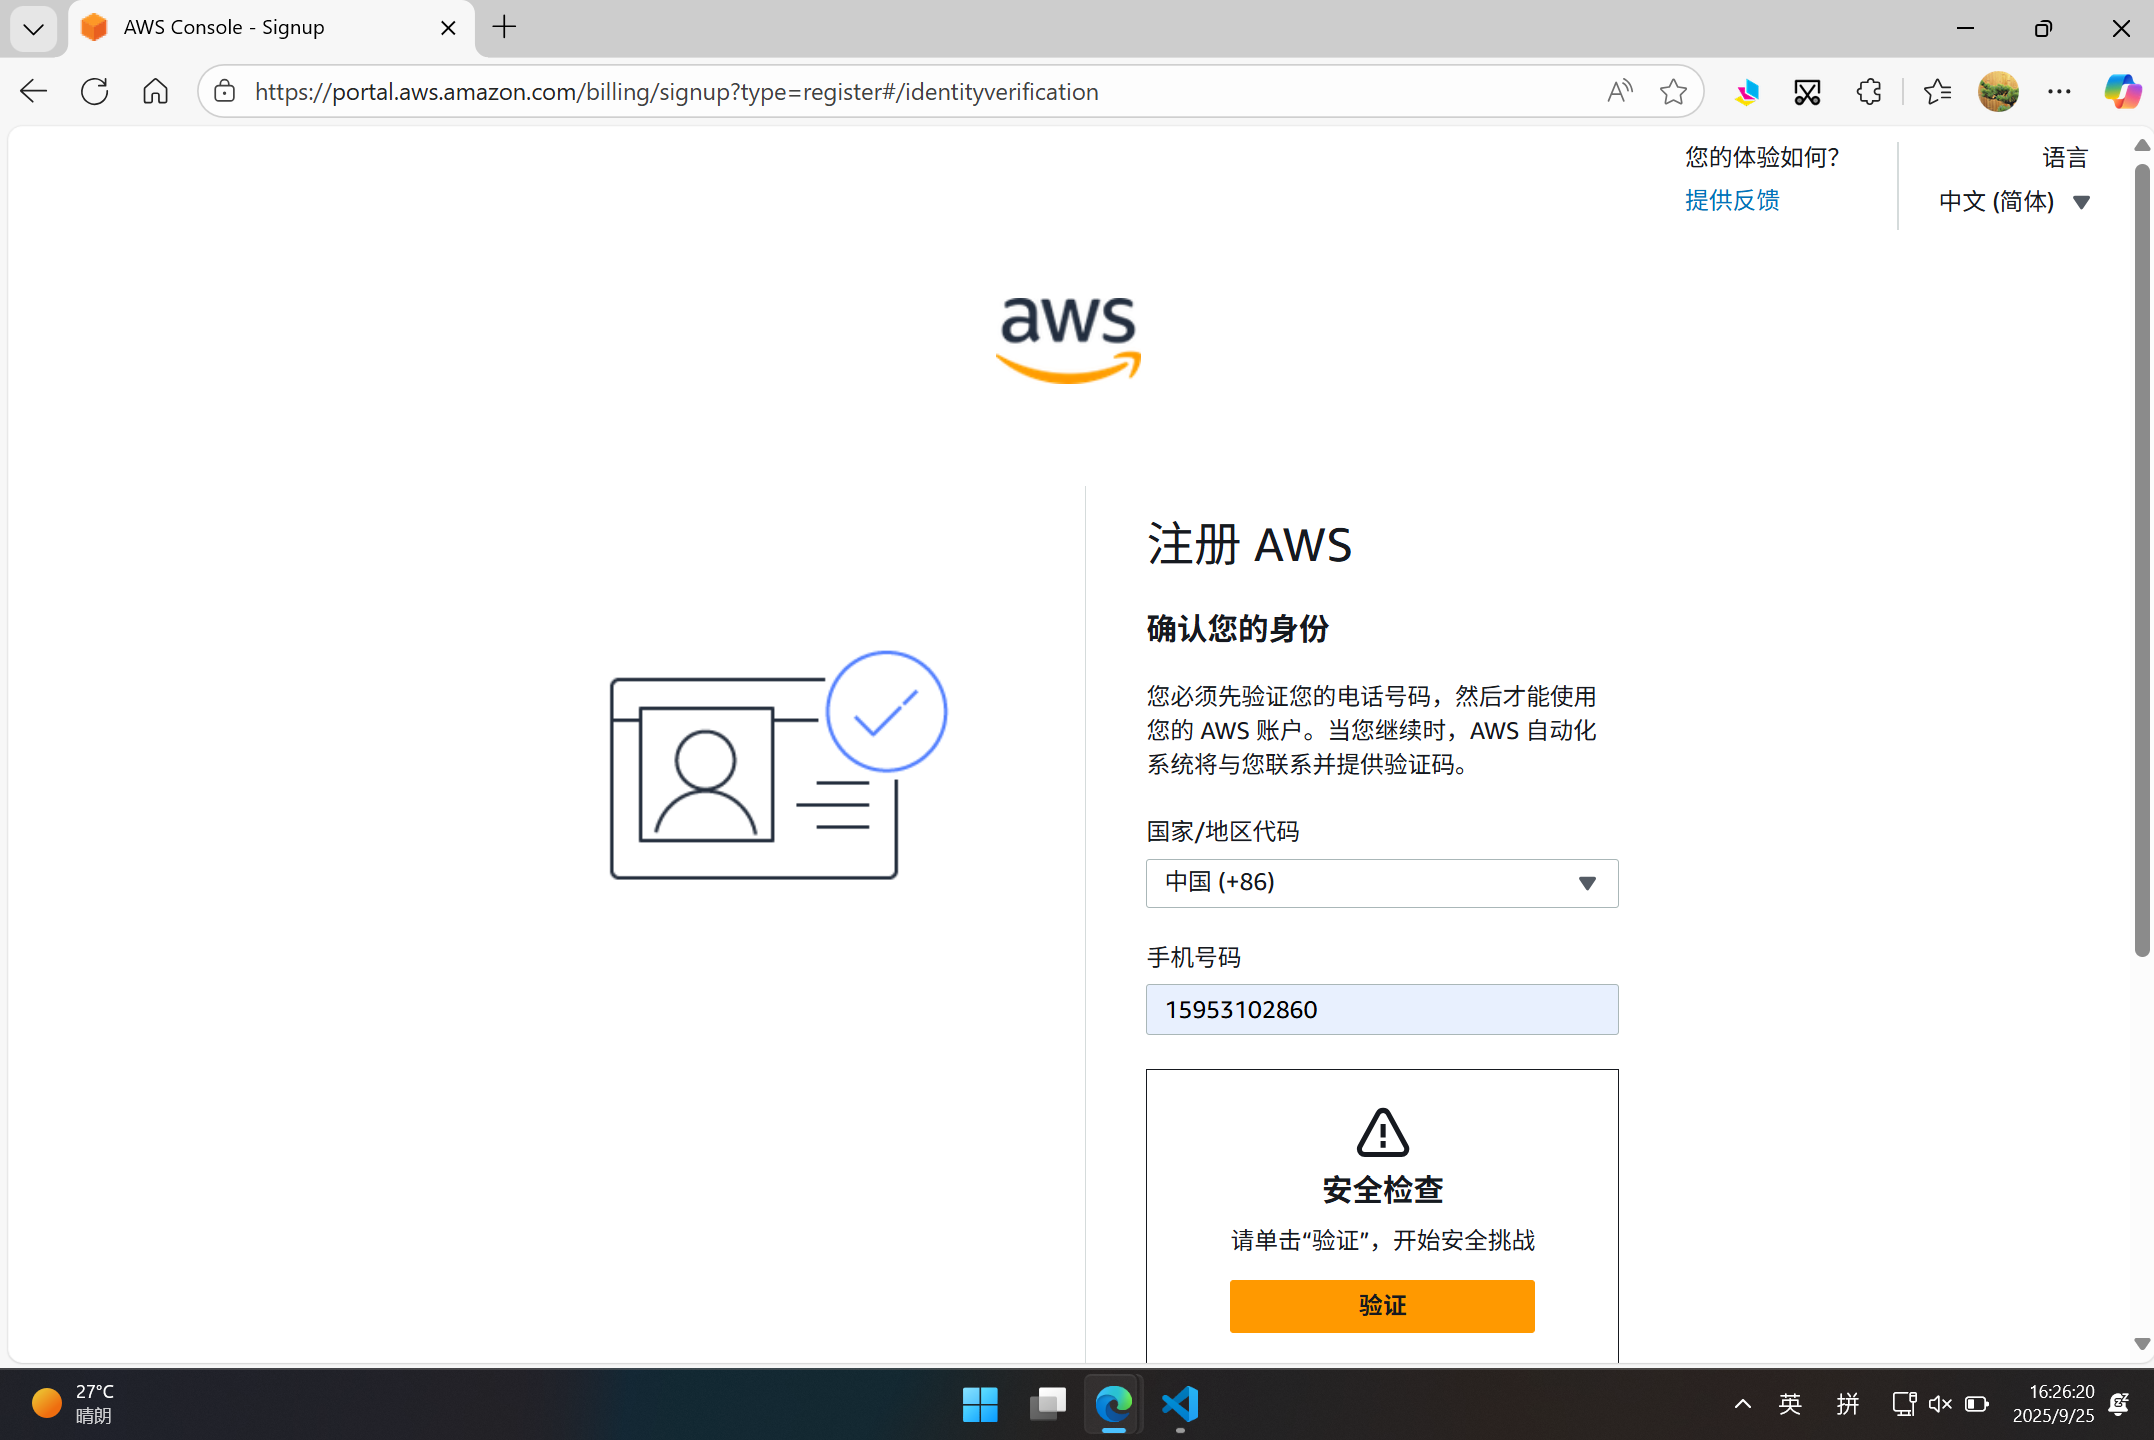 AWS Console - Signup
https://portal.aws.amazon.com/billing/signup?type=register#/identityverification
您的体验如何?
提供反馈
语言
中文 (简体)
aws
注册 AWS
确认您的身份
您必须先验证您的电话号码，然后才能使用
您的 AWS 账户。当您继续时，AWS 自动化
系统将与您联系并提供验证码。
国家/地区代码
中国 (+86)
手机号码
15953102860
安全检查
请单击“验证”，开始安全挑战
验证
27°C
晴朗
英
拼
16:26:20
2025/9/25